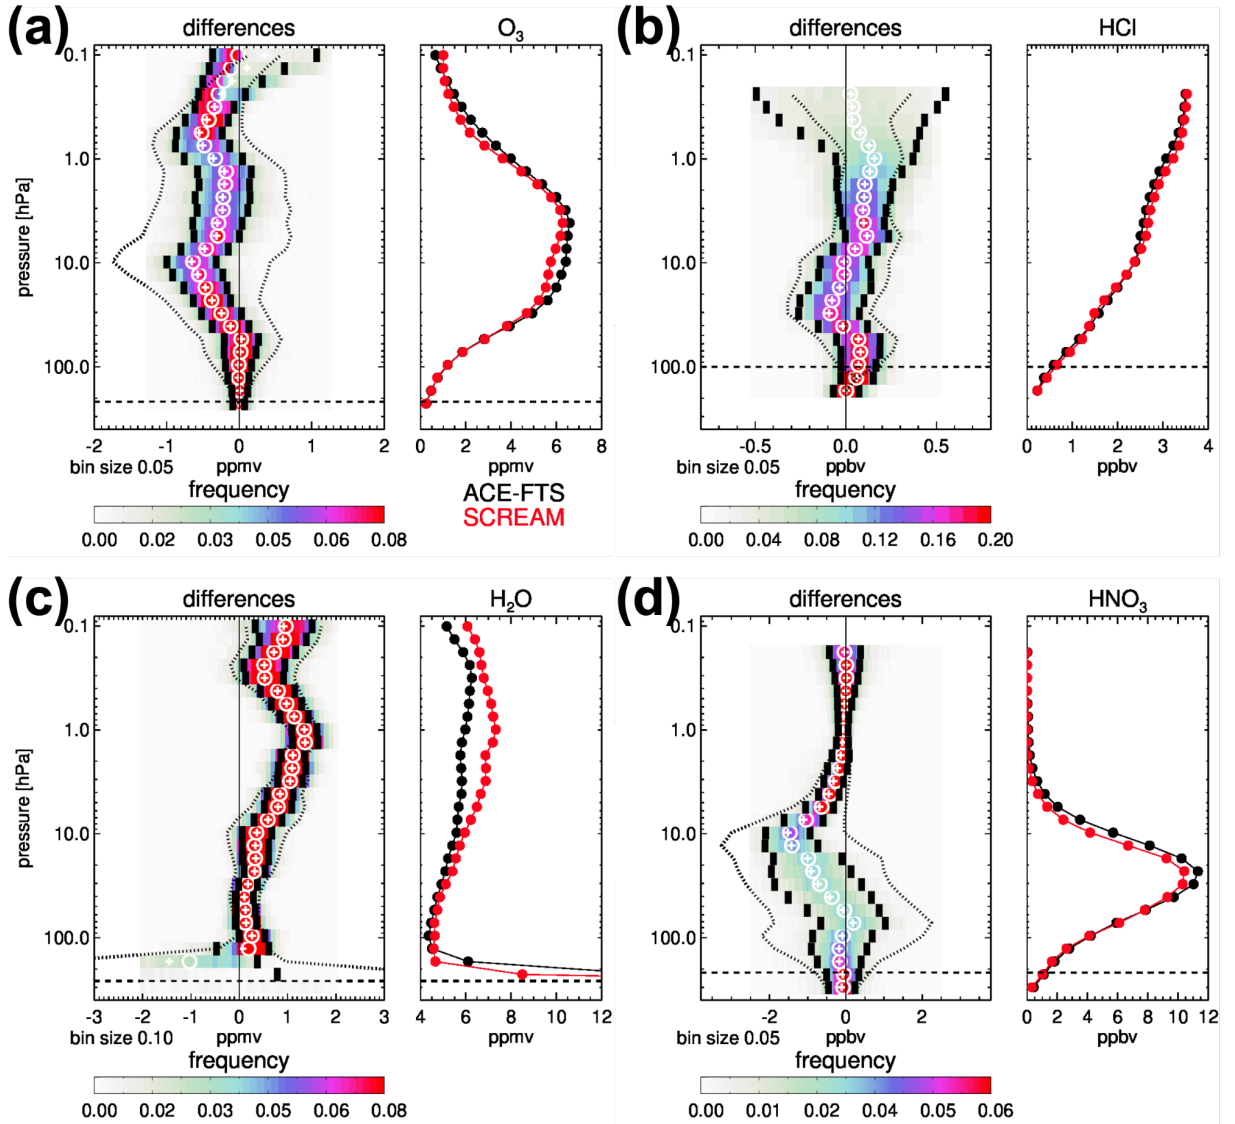 (a)
differences
O3
pressure [hPa]
0.1
1.0
10.0
100.0
-2 -1 0 1 2
bin size 0.05 ppmv
0 2 4 6 8
ppmv
frequency
0.00 0.02 0.03 0.05 0.06 0.08
ACE-FTS
SCREAM
(b)
differences
HCl
0.1
1.0
10.0
100.0
-0.5 0.0 0.5
bin size 0.05 ppbv
0 1 2 3 4
ppbv
frequency
0.00 0.04 0.08 0.12 0.16 0.20
(c)
differences
H2O
pressure [hPa]
0.1
1.0
10.0
100.0
-3 -2 -1 0 1 2 3
bin size 0.10 ppmv
4 6 8 10 12
ppmv
frequency
0.00 0.02 0.03 0.05 0.06 0.08
(d)
differences
HNO3
0.1
1.0
10.0
100.0
-2 0 2
bin size 0.05 ppbv
0 2 4 6 8 10 12
ppbv
frequency
0.00 0.01 0.02 0.04 0.05 0.06